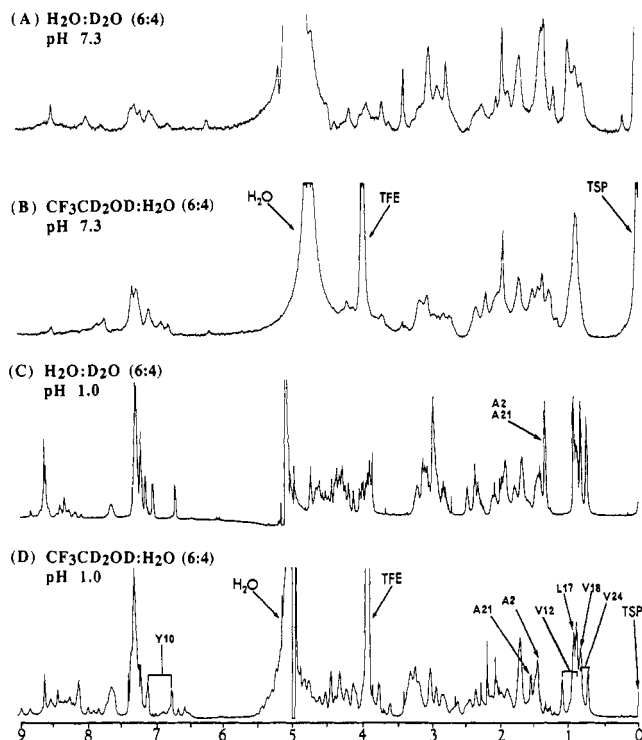 (A) H₂O:D₂O (6:4)
pH 7.3
(B) CF₃CD₂OD:H₂O (6:4)
pH 7.3
H₂O
TFE
TSP
(C) H₂O:D₂O (6:4)
pH 1.0
A2
A21
(D) CF₃CD₂OD:H₂O (6:4)
pH 1.0
Y10
H₂O
TFE
A21
A2
V12
L17
V18
V24
TSP
9 8 7 6 5 4 3 2 1 0